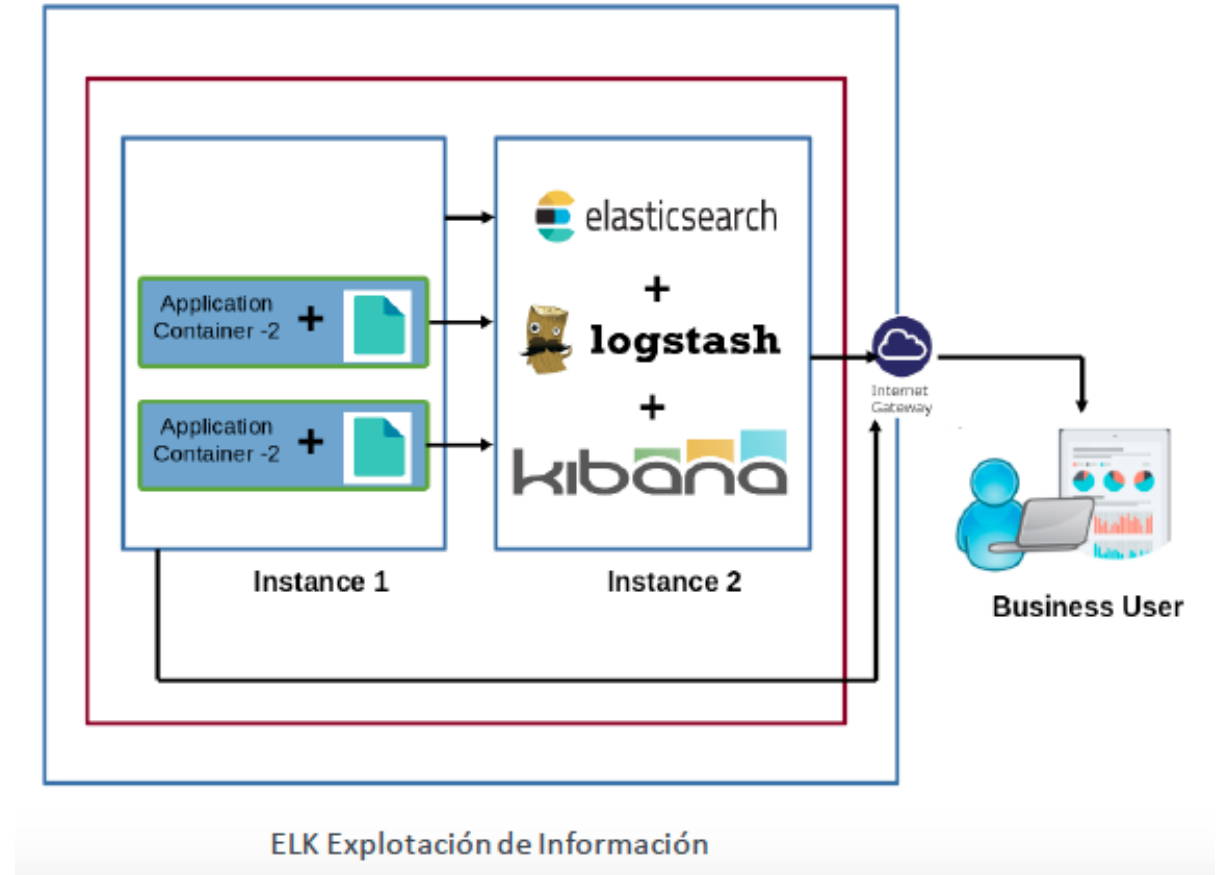 elasticsearch
+
Application
Container -2 +
logstash
+
Application
Container -2 +
kibana
Internet
Gateway
Instance 1
Instance 2
Business User
ELK Explotación de Información